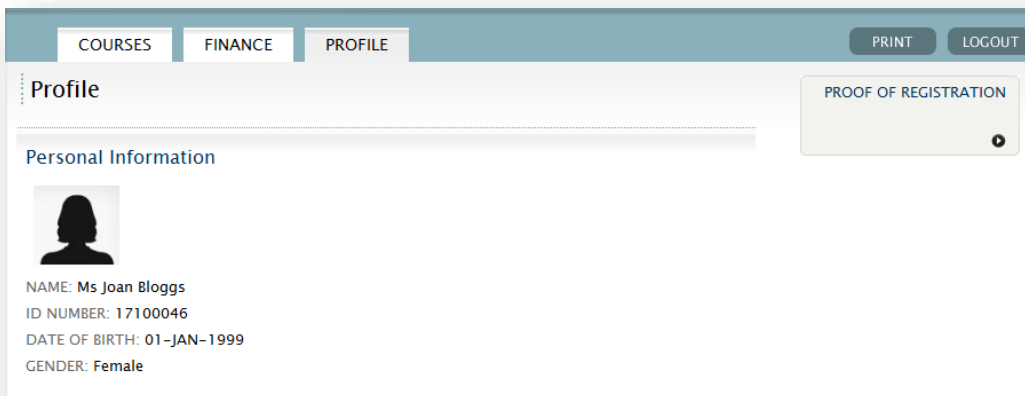 COURSES FINANCE PROFILE PRINT LOGOUT
Profile
PROOF OF REGISTRATION
Personal Information
NAME: Ms Joan Bloggs
ID NUMBER: 17100046
DATE OF BIRTH: 01-JAN-1999
GENDER: Female